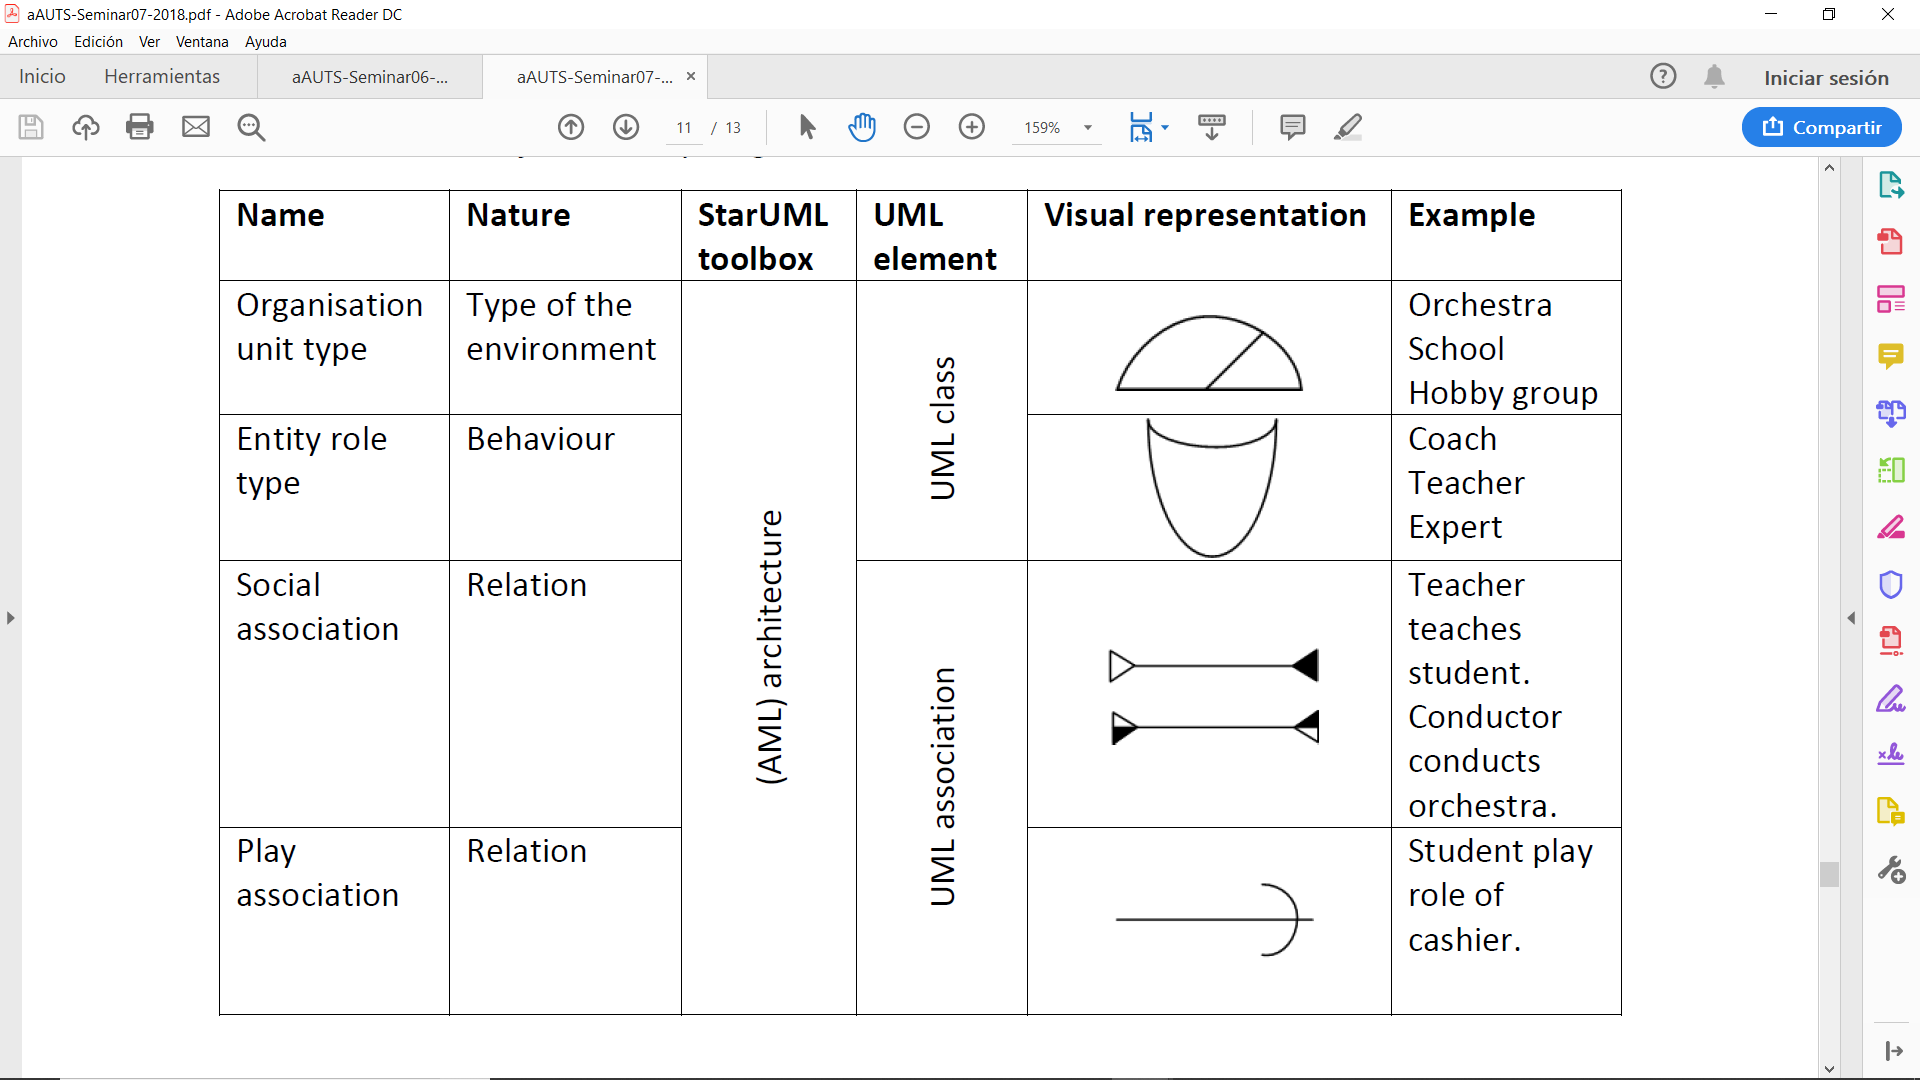 aAUTS-Seminar07-2018.pdf - Adobe Acrobat Reader DC
Archivo Edición Ver Ventana Ayuda
Inicio Herramientas aAUTS-Seminar06-... aAUTS-Seminar07-... ×
Iniciar sesión
11 / 13 159% Compartir
Name Nature StarUML toolbox UML element Visual representation Example
Organisation
unit type
Type of the
environment
(AML) architecture
UML class
Orchestra
School
Hobby group
Entity role
type
Behaviour
Coach
Teacher
Expert
Social
association
Relation
UML association
Teacher
teaches
student.
Conductor
conducts
orchestra.
Play
association
Relation
Student play
role of
cashier.